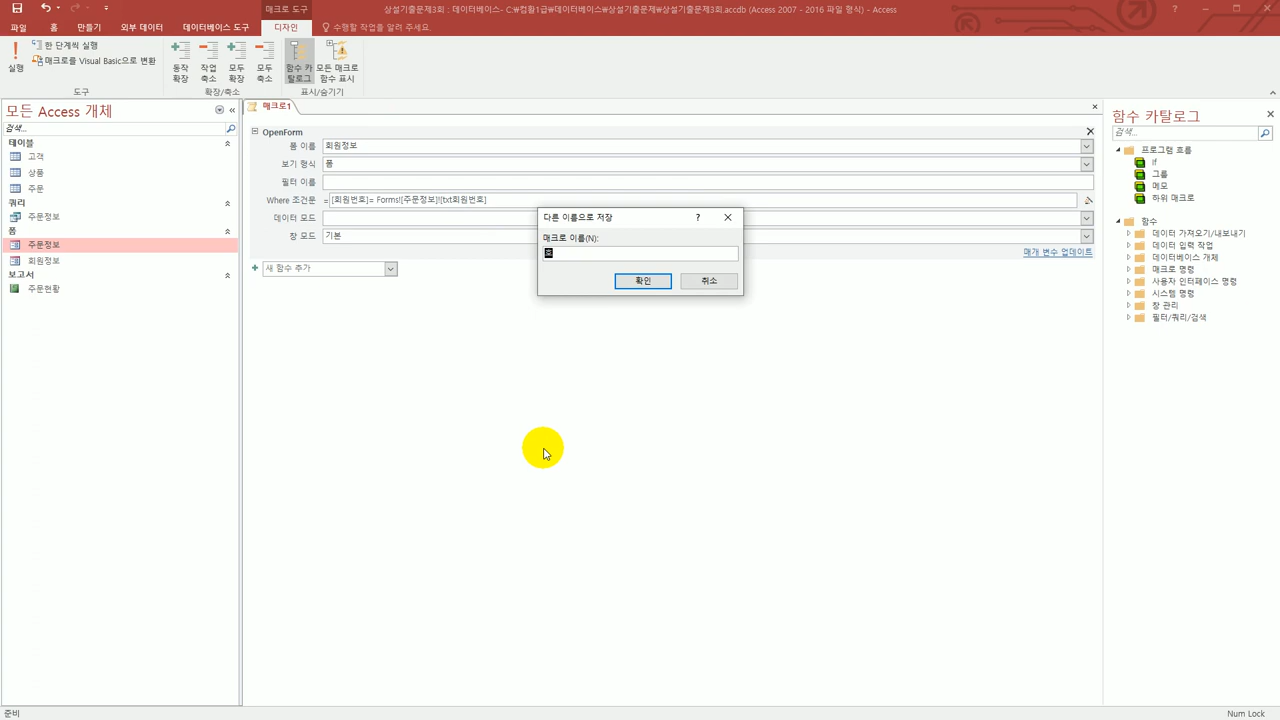 매크로 도구
상설기출문제3회 : 데이터베이스- C:₩컴활1급₩데이터베이스₩상설기출문제₩상설기출문제3회.accdb (Access 2007 - 2016 파일 형식) - Access
파일 홈 만들기 외부 데이터 데이터베이스 도구 디자인 수행할 작업을 알려 주세요.
실행
한 단계씩 실행
매크로를 Visual Basic으로 변환
동작 확장
작업 축소
모두 확장
모두 축소
함수 카탈로그
모든 매크로 함수 표시
도구 확장/축소 표시/숨기기
모든 Access 개체
검색...
테이블
고객
상품
주문
쿼리
주문정보
폼
주문정보
회원정보
보고서
주문현황
매크로1
OpenForm
폼 이름 회원정보
보기 형식 폼
필터 이름
Where 조건문 = [회원번호]= Forms![주문정보]![txt회원번호]
데이터 모드
창 모드 기본
매개 변수 업데이트
새 함수 추가
다른 이름으로 저장 ?
매크로 이름(N):
확인 취소
함수 카탈로그
검색...
프로그램 흐름
If
그룹
메모
하위 매크로
함수
데이터 가져오기/내보내기
데이터 입력 작업
데이터베이스 개체
매크로 명령
사용자 인터페이스 명령
시스템 명령
창 관리
필터/쿼리/검색
준비
Num Lock